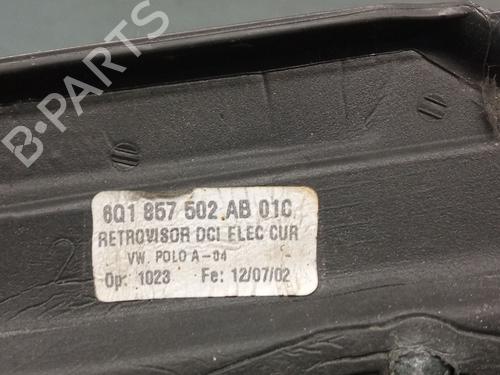 B-PARTS
6Q1 857 502 AB 01C
RETROVISOR DCI ELEC CUR
VW. POLO A-04 -
Op: 1023 Fe: 12/07/02